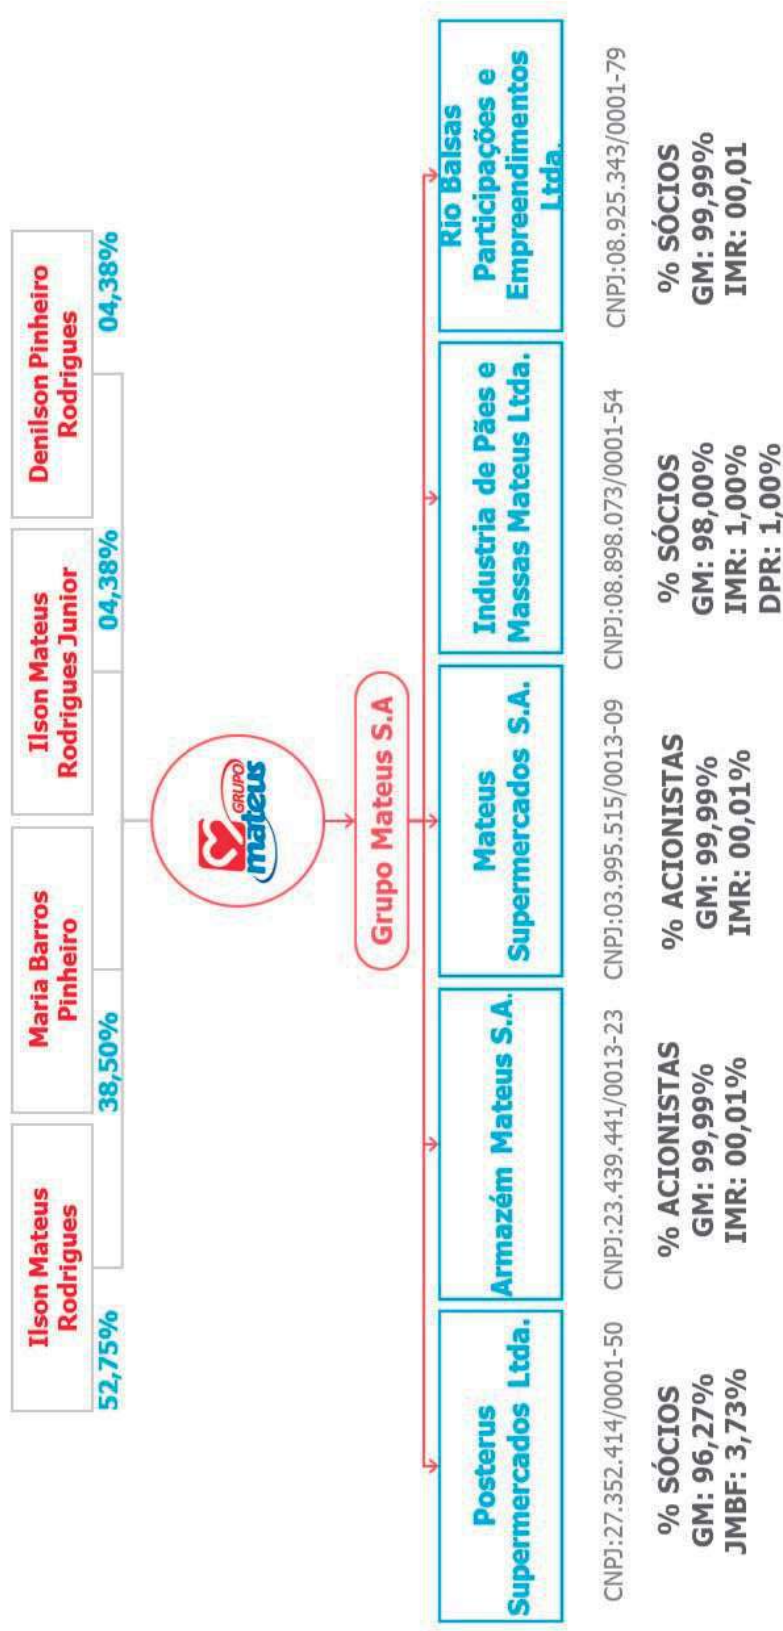 Ilson Mateus
Rodrigues
52,75%
Maria Barros
Pinheiro
38,50%
Ilson Mateus
Rodrigues Junior
04,38%
Denilson Pinheiro
Rodrigues
04,38%
GRUPO
mateus
Grupo Mateus S.A
Posterus
Supermercados Ltda.
CNPJ:27.352.414/0001-50
% SÓCIOS
GM: 96,27%
JMBF: 3,73%
Armazém Mateus S.A.
CNPJ:23.439.441/0013-23
% ACIONISTAS
GM: 99,99%
IMR: 00,01%
Mateus
Supermercados S.A.
CNPJ:03.995.515/0013-09
% ACIONISTAS
GM: 99,99%
IMR: 00,01%
Industria de Pães e
Massas Mateus Ltda.
CNPJ:08.898.073/0001-54
% SÓCIOS
GM: 98,00%
IMR: 1,00%
DPR: 1,00%
Rio Balsas
Participações e
Empreendimentos
Ltda.
CNPJ:08.925.343/0001-79
% SÓCIOS
GM: 99,99%
IMR: 00,01